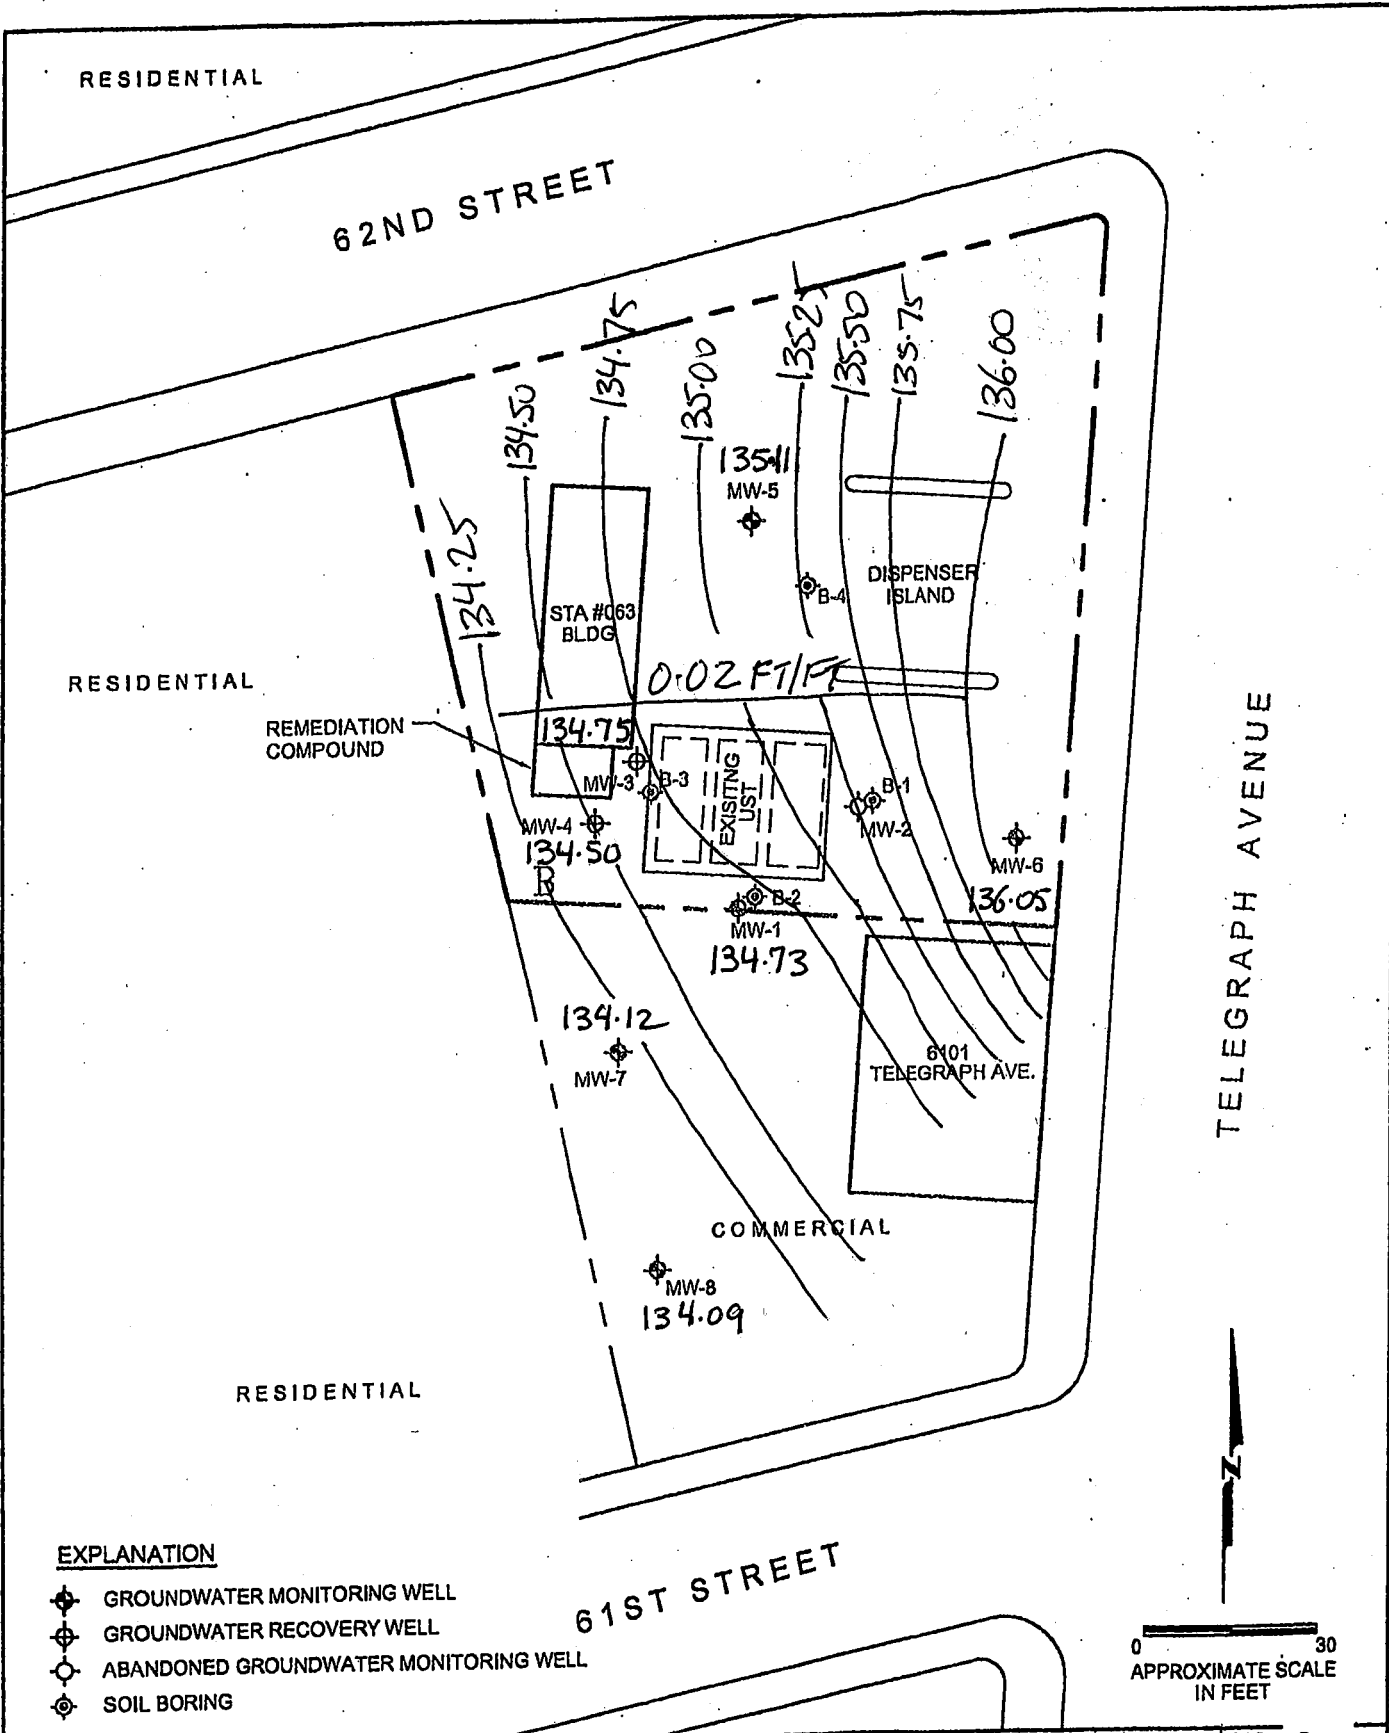 RESIDENTIAL
62ND STREET
134.25
134.50
134.75
135.00
135.25
135.50
135.75
136.00
135.11
MW-5
DISPENSER
ISLAND
B-4
STA #063
BLDG
0.02 FT/FT
RESIDENTIAL
REMEDIATION
COMPOUND
134.75
MW-3
B-3
EXISITNG
UST
B-1
MW-2
MW-4
134.50
MW-6
136.05
B-2
MW-1
134.73
134.12
MW-7
6101
TELEGRAPH AVE.
TELEGRAPH AVENUE
COMMERCIAL
MW-8
134.09
RESIDENTIAL
N
61ST STREET
EXPLANATION
GROUNDWATER MONITORING WELL
GROUNDWATER RECOVERY WELL
ABANDONED GROUNDWATER MONITORING WELL
SOIL BORING
0 30
APPROXIMATE SCALE
IN FEET